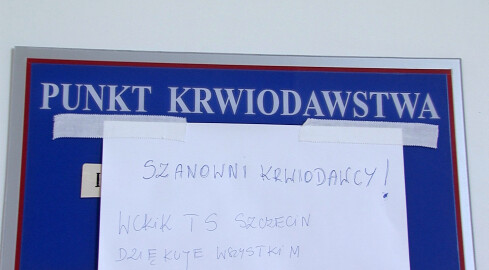 PUNKT KRWIODAWSTWA
SZANOWNI KRWIODAWCY!
WCKiK TS SZCZECIN
DZIĘKUJE WSZYSTKIM